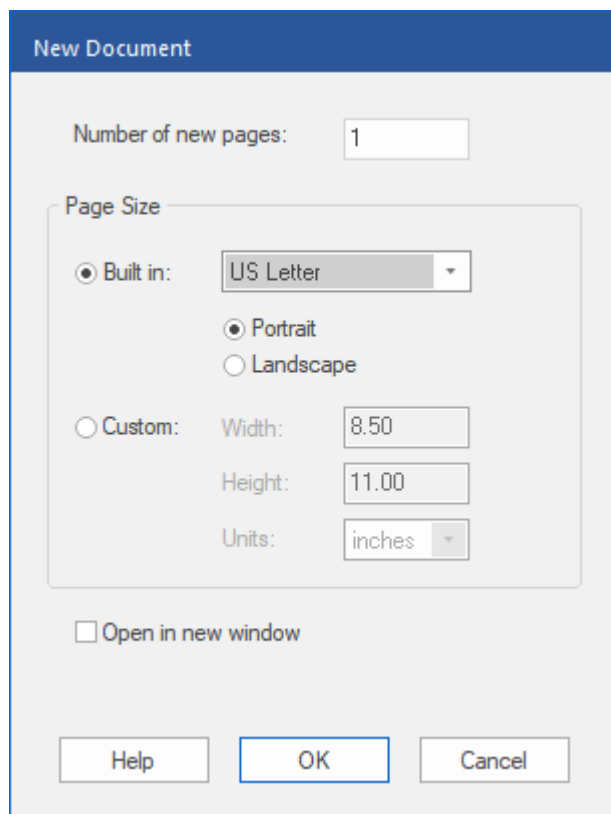 New Document
Number of new pages: 1
Page Size
Built in: US Letter
Portrait
Landscape
Custom: Width: 8.50
Height: 11.00
Units: inches
Open in new window
Help OK Cancel